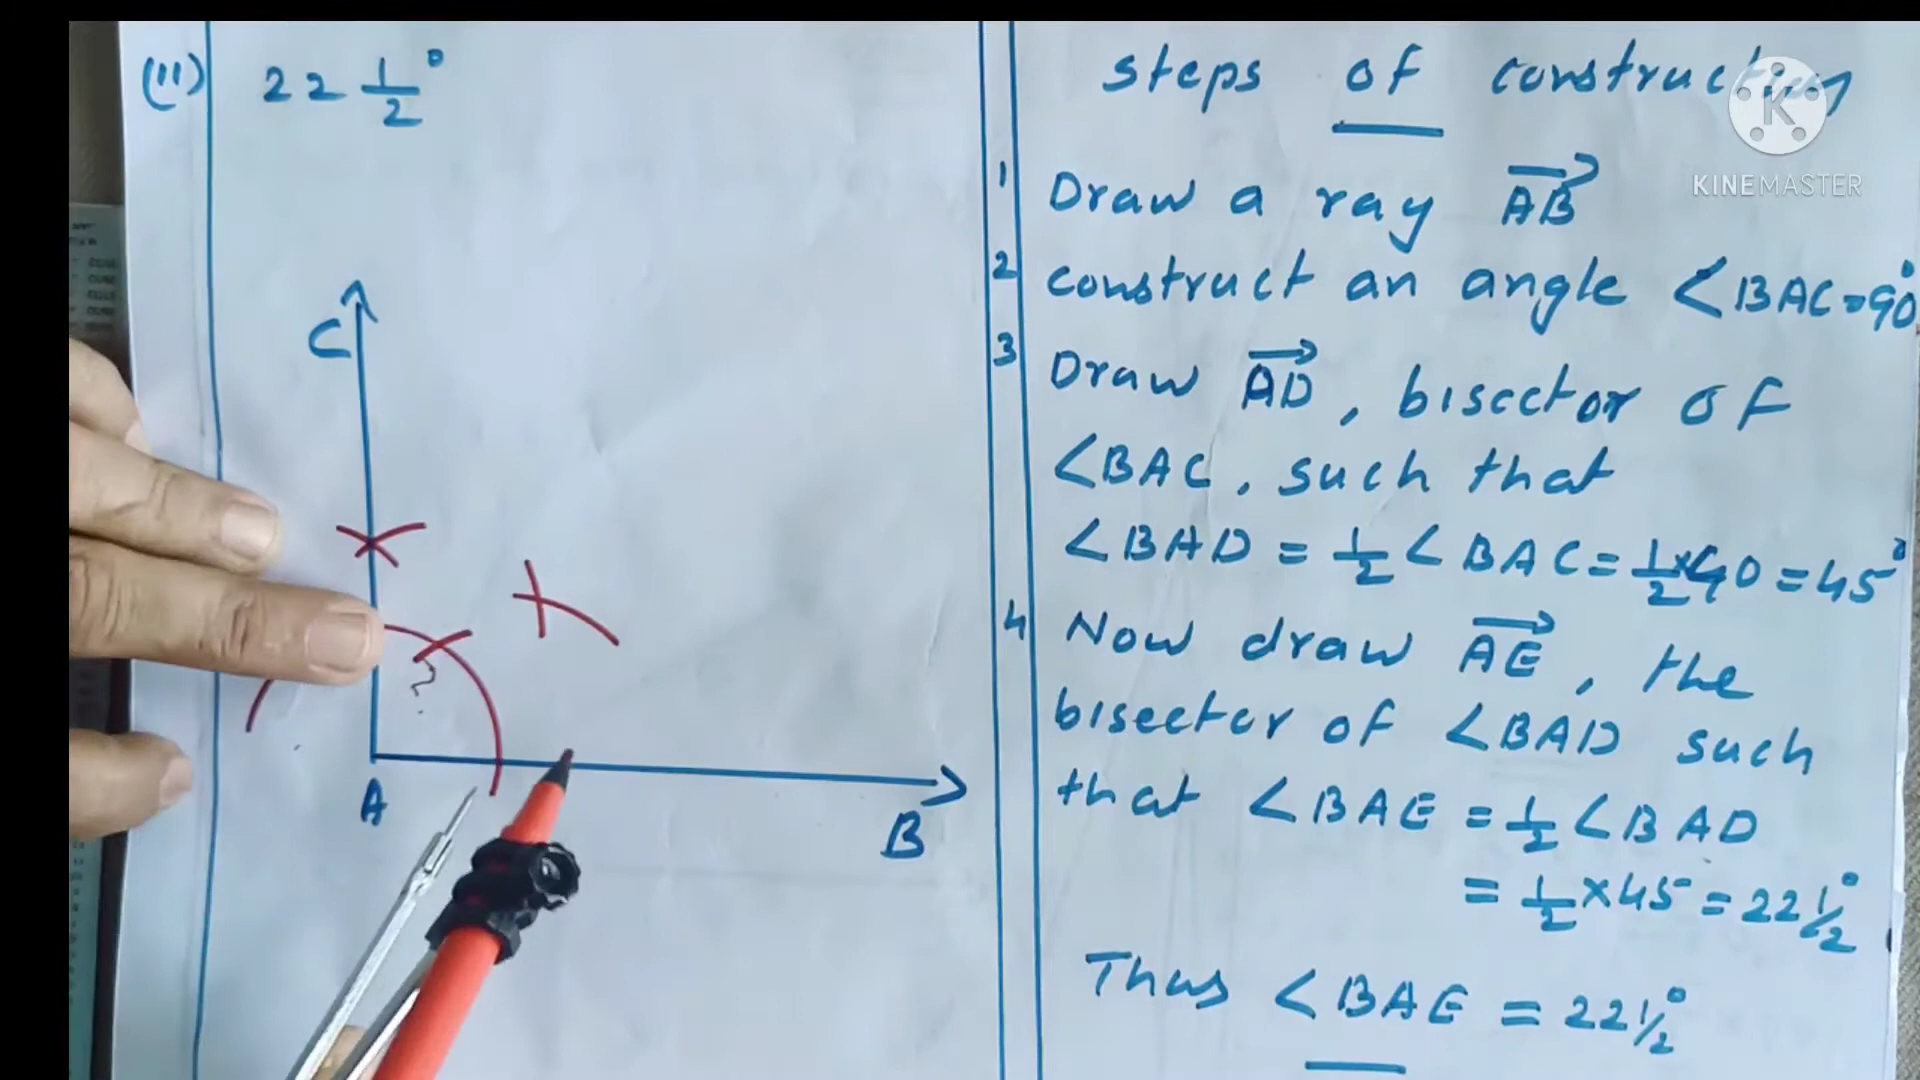 (11) 22 1/2°
C
A
B
steps of construction
1 Draw a ray AB
2 construct an angle ∠BAC=90°
3 Draw AD, bisector of
∠BAC, such that
∠BAD = 1/2 ∠BAC = 1/2 × 90 = 45°
4 Now draw AE, the
bisector of ∠BAD such
that ∠BAE = 1/2 ∠BAD
= 1/2 × 45 = 22 1/2°
Thus ∠BAE = 22 1/2°
K
KINEMASTER